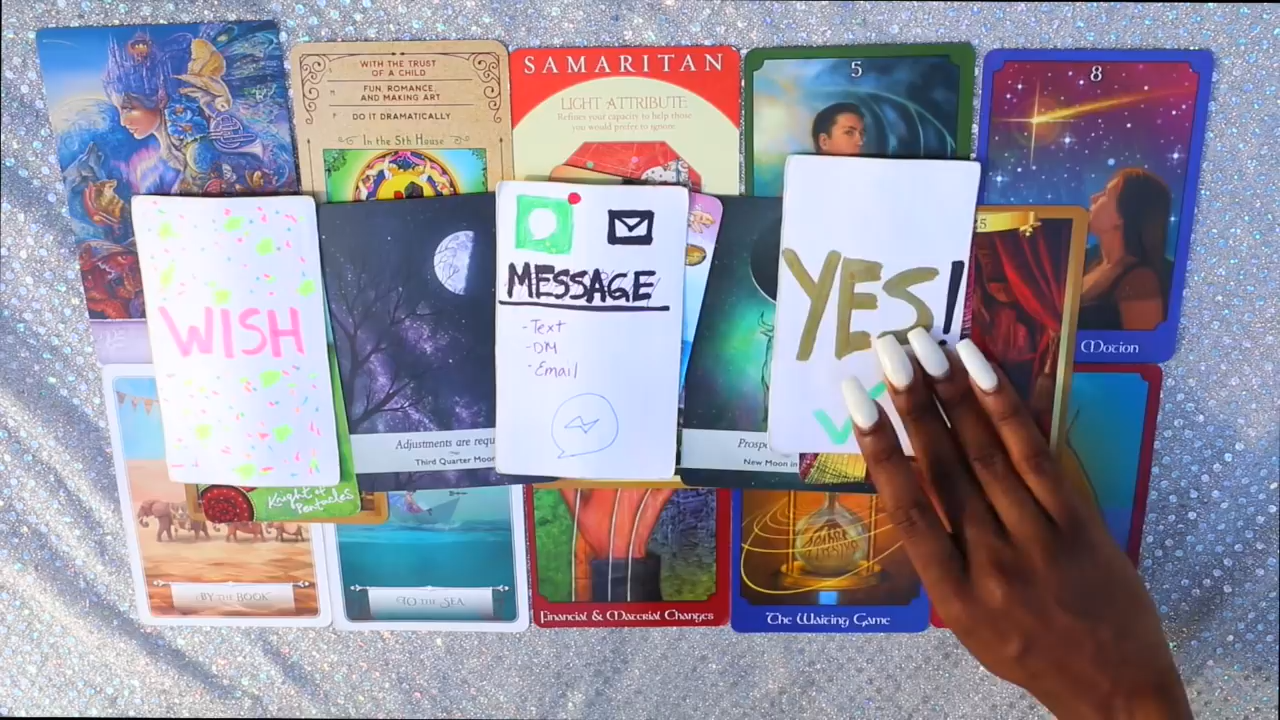 WITH THE TRUST
OF A CHILD
FUN, ROMANCE,
AND MAKING ART
DO IT DRAMATICALLY
In the 5th House
SAMARITAN
LIGHT ATTRIBUTE
Refines your capacity to help those
you would prefer to ignore
5
8
Motion
25
WISH
Knight of
Pentacles
Adjustments are requ
Third Quarter Moon
MESSAGE
- Text
- DM
- Email
YES!
Prospe
New Moon in
BY THE BOOK
TO THE SEA
Financial & Material Changes
The Waiting Game